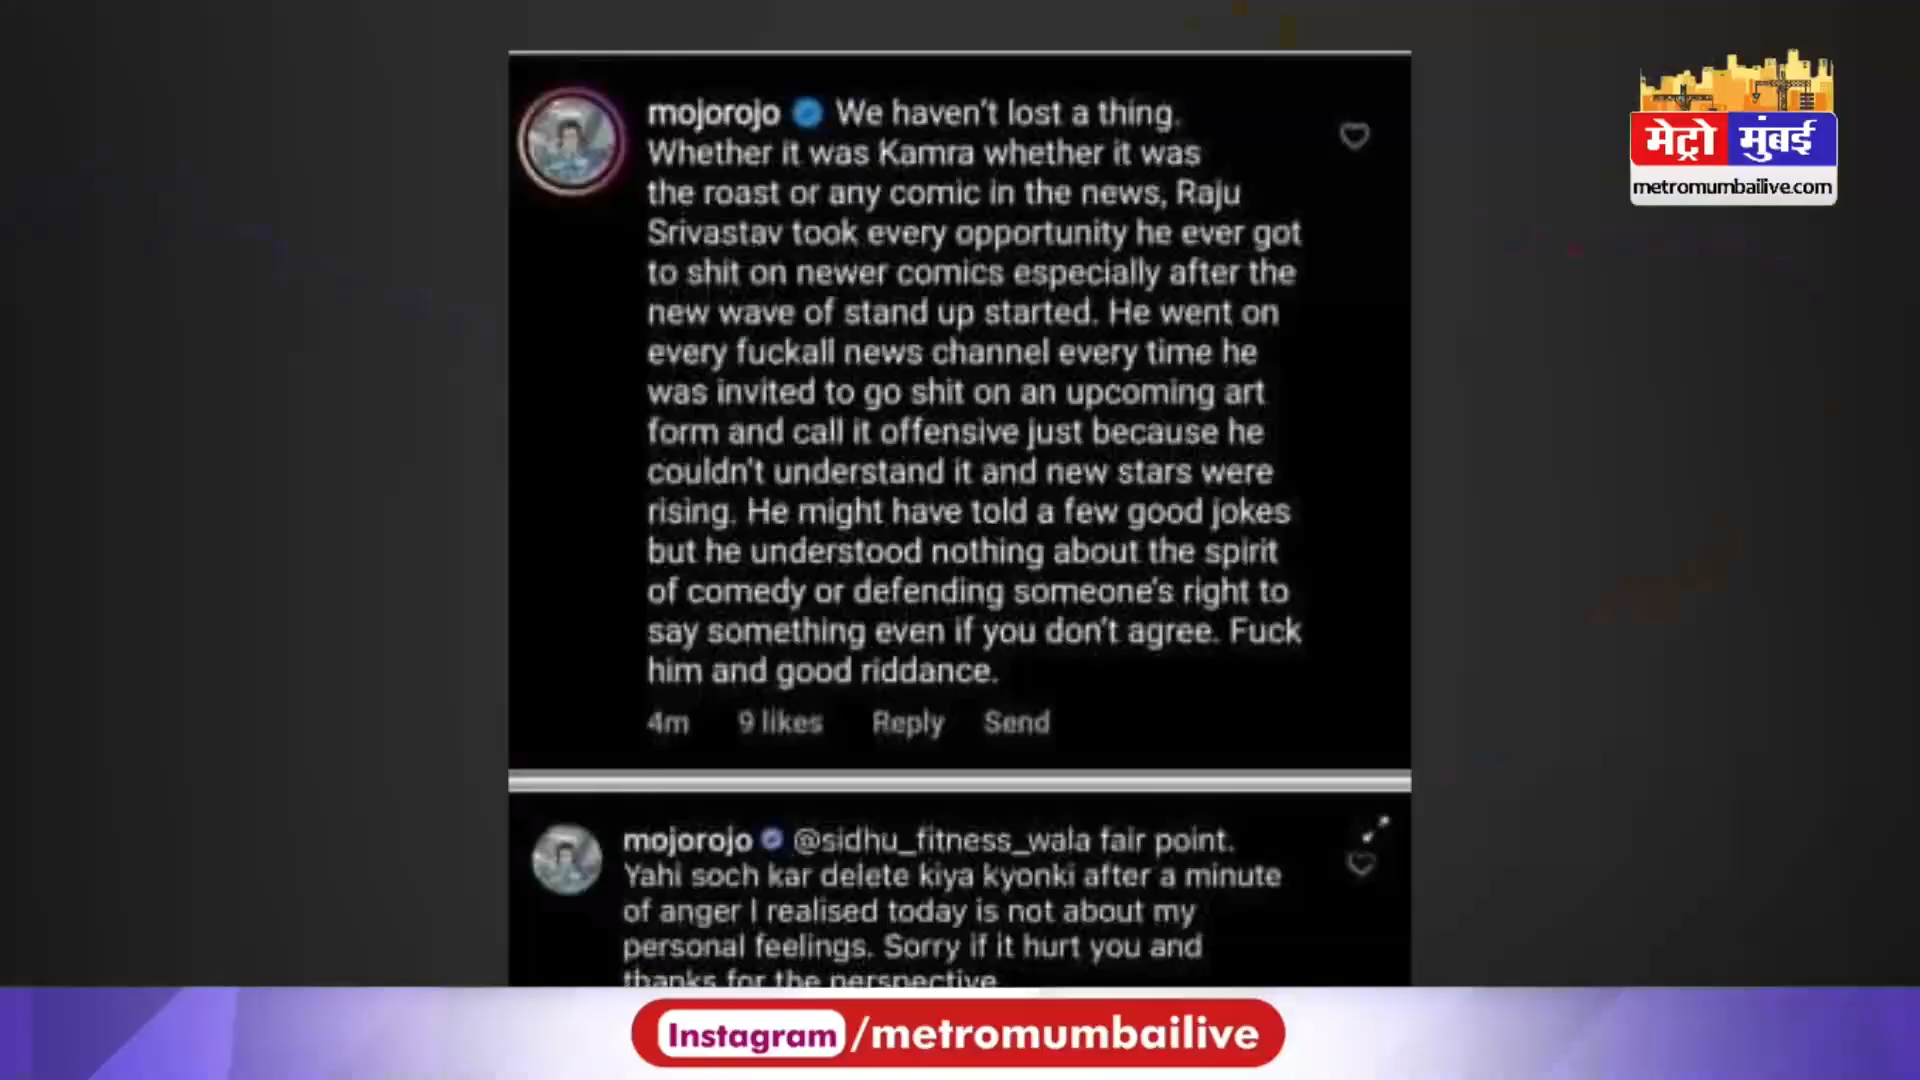 mojorojo We haven't lost a thing.
Whether it was Kamra whether it was
the roast or any comic in the news, Raju
Srivastav took every opportunity he ever got
to shit on newer comics especially after the
new wave of stand up started. He went on
every fuckall news channel every time he
was invited to go shit on an upcoming art
form and call it offensive just because he
couldn't understand it and new stars were
rising. He might have told a few good jokes
but he understood nothing about the spirit
of comedy or defending someone's right to
say something even if you don't agree. Fuck
him and good riddance.
4m 9 likes Reply Send
mojorojo @sidhu_fitness_wala fair point.
Yahi soch kar delete kiya kyonki after a minute
of anger I realised today is not about my
personal feelings. Sorry if it hurt you and
thanks for the perspective
मेट्रो मुंबई
metromumbailive.com
Instagram /metromumbailive